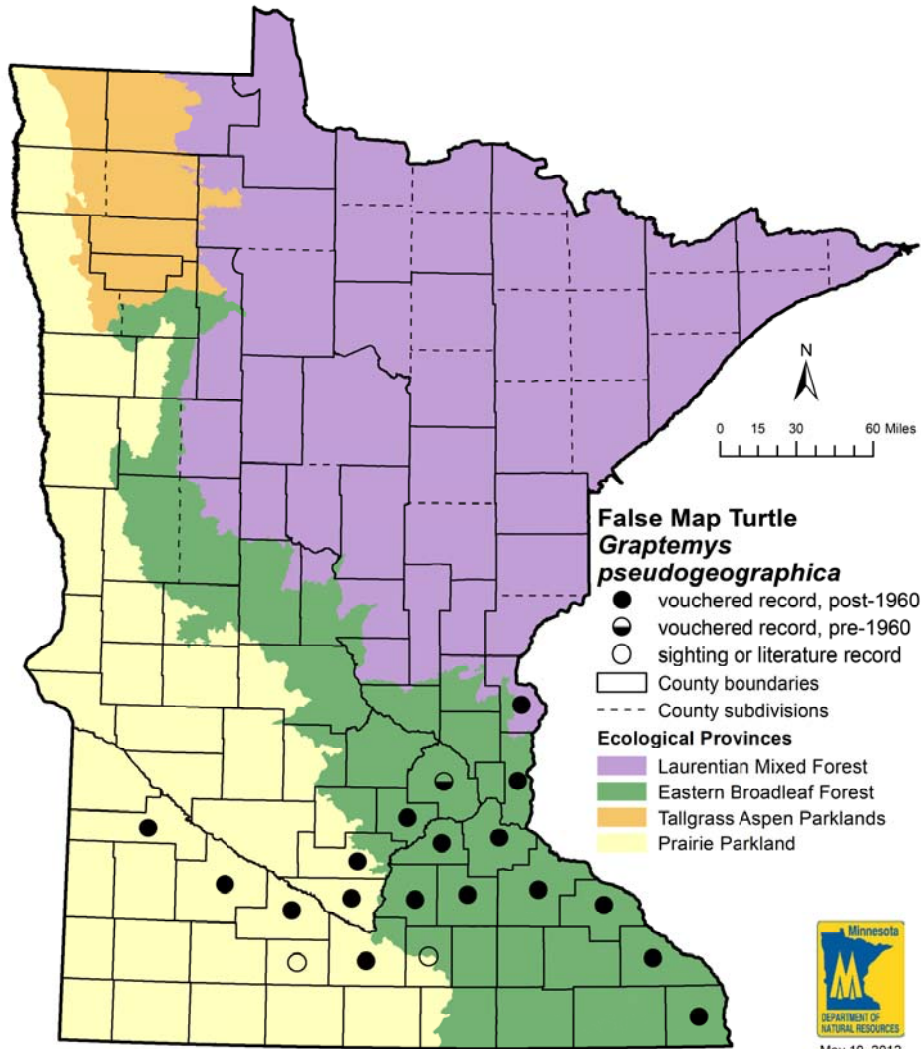 N
0 15 30 60 Miles
False Map Turtle
Graptemys
pseudogeographica
vouchered record, post-1960
vouchered record, pre-1960
sighting or literature record
County boundaries
County subdivisions
Ecological Provinces
Laurentian Mixed Forest
Eastern Broadleaf Forest
Tallgrass Aspen Parklands
Prairie Parkland
Minnesota
DEPARTMENT OF
NATURAL RESOURCES